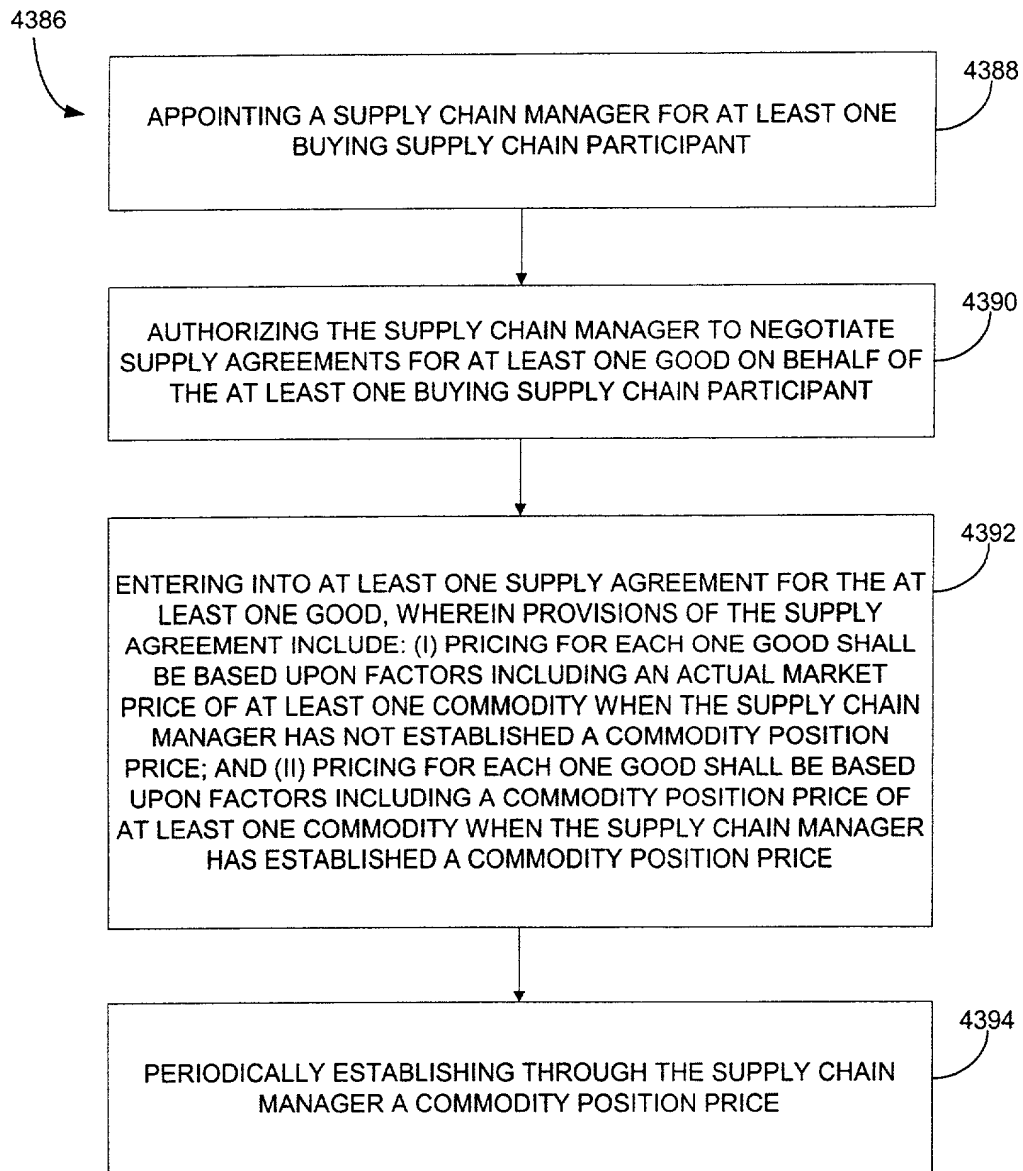 4386
4388
APPOINTING A SUPPLY CHAIN MANAGER FOR AT LEAST ONE
BUYING SUPPLY CHAIN PARTICIPANT
4390
AUTHORIZING THE SUPPLY CHAIN MANAGER TO NEGOTIATE
SUPPLY AGREEMENTS FOR AT LEAST ONE GOOD ON BEHALF OF
THE AT LEAST ONE BUYING SUPPLY CHAIN PARTICIPANT
4392
ENTERING INTO AT LEAST ONE SUPPLY AGREEMENT FOR THE AT
LEAST ONE GOOD, WHEREIN PROVISIONS OF THE SUPPLY
AGREEMENT INCLUDE: (I) PRICING FOR EACH ONE GOOD SHALL
BE BASED UPON FACTORS INCLUDING AN ACTUAL MARKET
PRICE OF AT LEAST ONE COMMODITY WHEN THE SUPPLY CHAIN
MANAGER HAS NOT ESTABLISHED A COMMODITY POSITION
PRICE; AND (II) PRICING FOR EACH ONE GOOD SHALL BE BASED
UPON FACTORS INCLUDING A COMMODITY POSITION PRICE OF
AT LEAST ONE COMMODITY WHEN THE SUPPLY CHAIN MANAGER
HAS ESTABLISHED A COMMODITY POSITION PRICE
4394
PERIODICALLY ESTABLISHING THROUGH THE SUPPLY CHAIN
MANAGER A COMMODITY POSITION PRICE